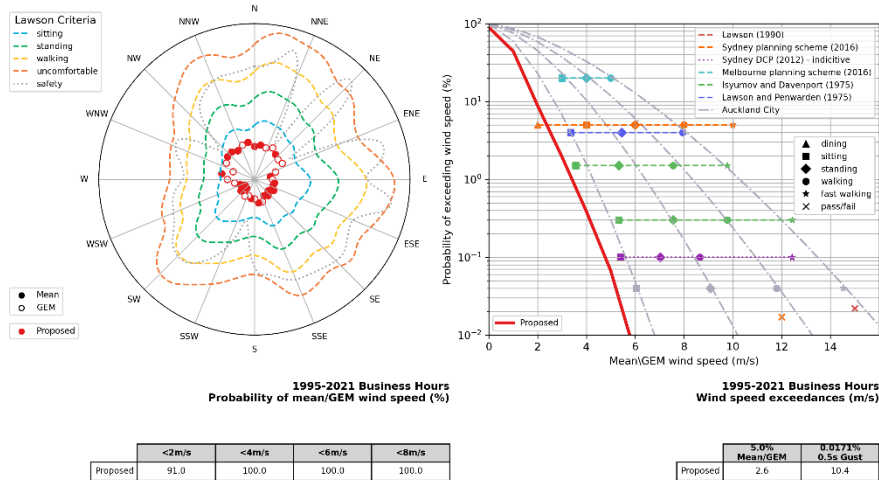 Lawson Criteria
sitting
standing
walking
uncomfortable
safety
N
NNE
NE
ENE
E
ESE
SE
SSE
S
SSW
SW
WSW
W
WNW
NW
NNW
Mean
GEM
Proposed
1995-2021 Business Hours
Probability of mean/GEM wind speed (%)
<2m/s <4m/s <6m/s <8m/s
Proposed 91.0 100.0 100.0 100.0
Probability of exceeding wind speed (%)
10²
10¹
10⁰
10⁻¹
10⁻²
0 2 4 6 8 10 12 14
Mean\GEM wind speed (m/s)
Lawson (1990)
Sydney planning scheme (2016)
Sydney DCP (2012) - indicitive
Melbourne planning scheme (2016)
Isyumov and Davenport (1975)
Lawson and Penwarden (1975)
Auckland City
dining
sitting
standing
walking
fast walking
pass/fail
Proposed
1995-2021 Business Hours
Wind speed exceedances (m/s)
5.0% 0.0171%
Mean/GEM 0.5s Gust
Proposed 2.6 10.4